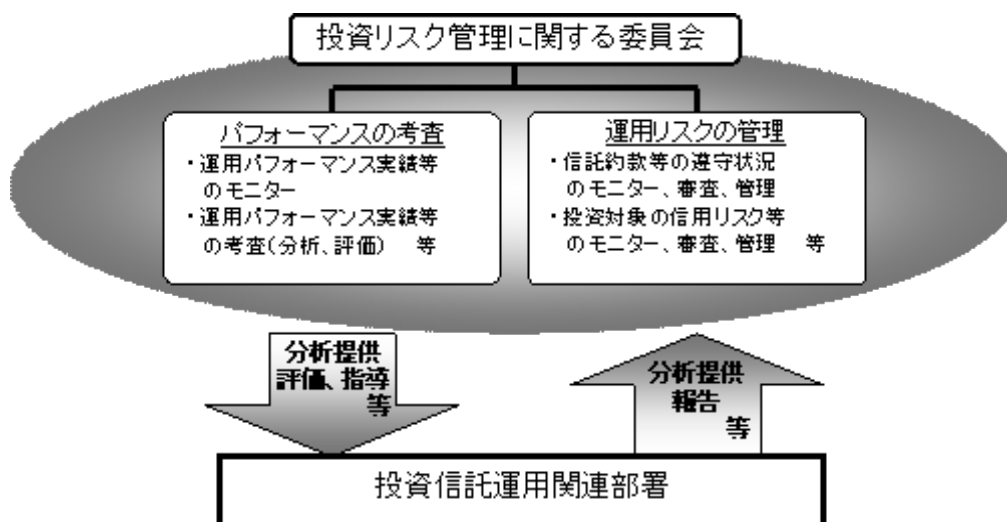 投資リスク管理に関する委員会
パフォーマンスの考査
・運用パフォーマンス実績等
のモニター
・運用パフォーマンス実績等
の考査(分析、評価) 等
運用リスクの管理
・信託約款等の遵守状況
のモニター、審査、管理
・投資対象の信用リスク等
のモニター、審査、管理 等
分析提供
評価、指導
等
分析提供
報告
等
投資信託運用関連部署